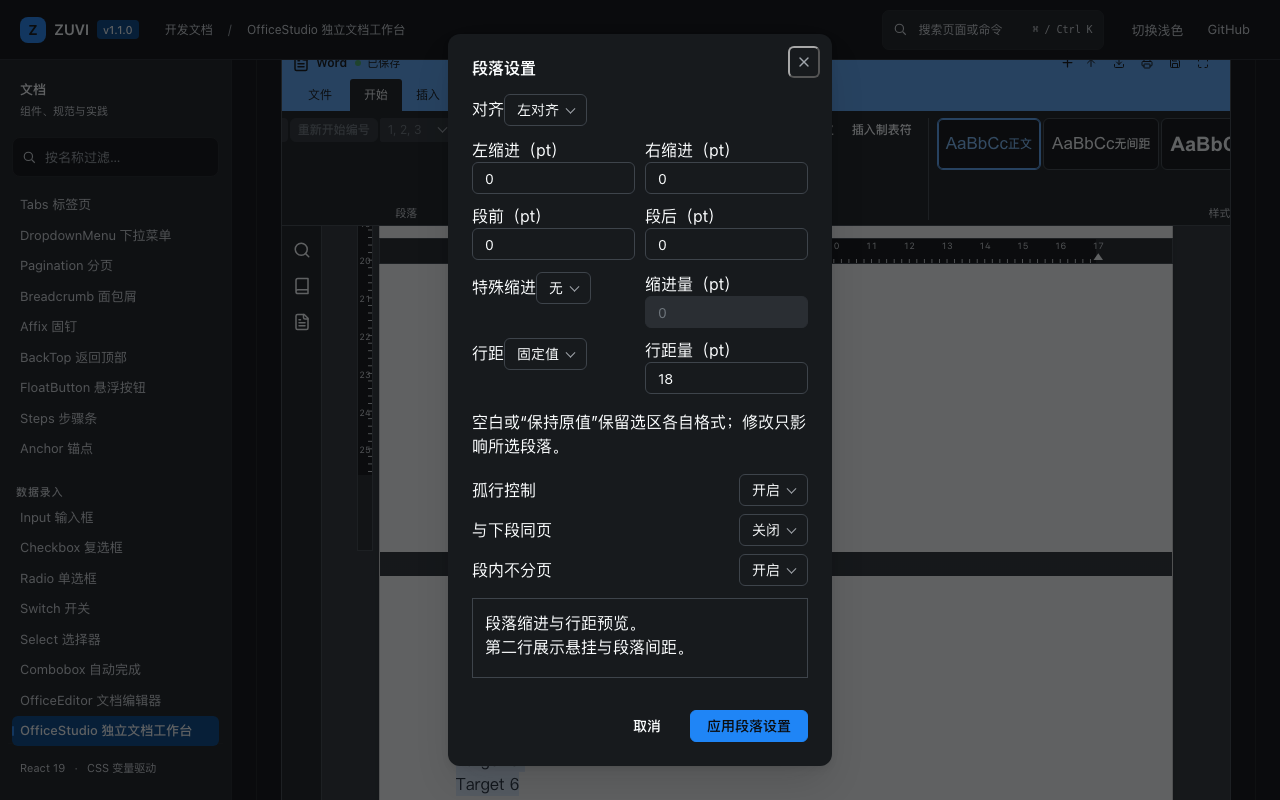 Z ZUVI v1.1.0 开发文档 / OfficeStudio 独立文档工作台
搜索页面或命令 ⌘ / Ctrl K
切换浅色
GitHub
文档
组件、规范与实践
按名称过滤...
Tabs 标签页
DropdownMenu 下拉菜单
Pagination 分页
Breadcrumb 面包屑
Affix 固钉
BackTop 返回顶部
FloatButton 悬浮按钮
Steps 步骤条
Anchor 锚点
数据录入
Input 输入框
Checkbox 复选框
Radio 单选框
Switch 开关
Select 选择器
Combobox 自动完成
OfficeEditor 文档编辑器
OfficeStudio 独立文档工作台
React 19 · CSS 变量驱动
Word 已保存
文件 开始 插入
重新开始编号 1, 2, 3
段落
插入制表符
AaBbCc正文
AaBbCc无间距
AaBbC
样式
10 11 12 13 14 15 16 17
20
21
22
23
24
25
段落设置
对齐 左对齐
左缩进（pt） 右缩进（pt）
0 0
段前（pt） 段后（pt）
0 0
特殊缩进 无 缩进量（pt）
0
行距 固定值 行距量（pt）
18
空白或“保持原值”保留选区各自格式；修改只影
响所选段落。
孤行控制 开启
与下段同页 关闭
段内不分页 开启
段落缩进与行距预览。
第二行展示悬挂与段落间距。
取消 应用段落设置
Target 6